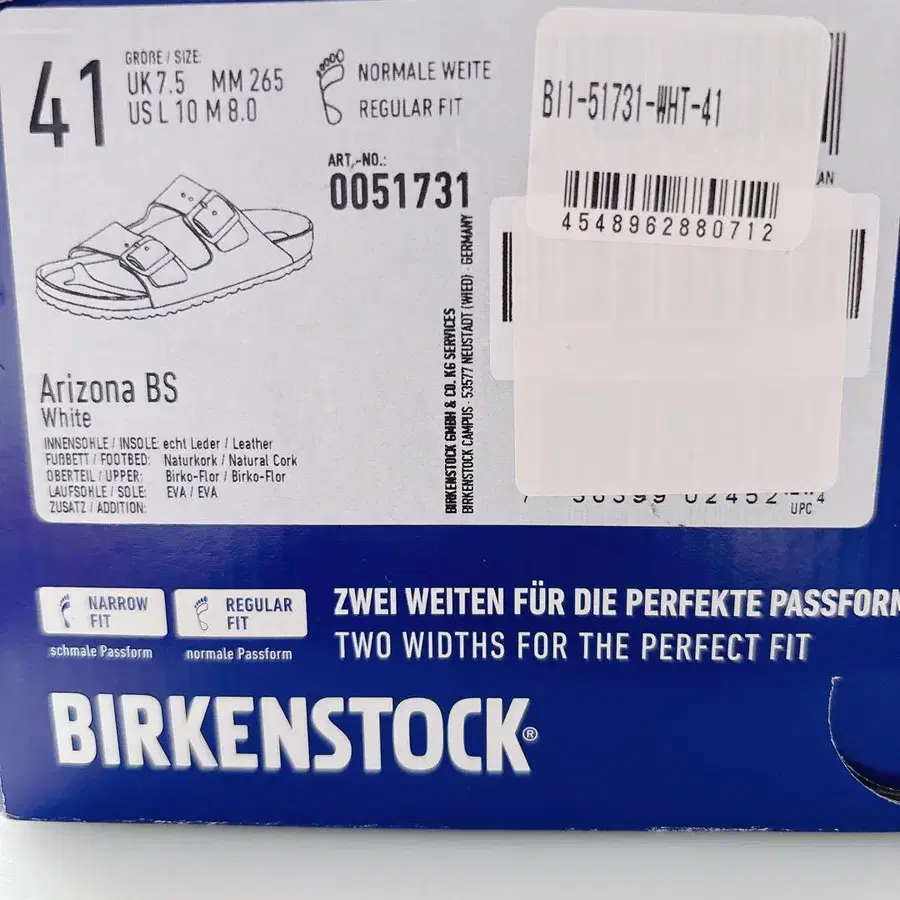 41
GRÖßE / SIZE:
UK 7.5 MM 265
US L 10 M 8.0
NORMALE WEITE
REGULAR FIT
ART.-NO.:
0051731
BI1-51731-WHT-41
4548962880712
Arizona BS
White
INNENSOHLE / INSOLE: echt Leder / Leather
FUßBETT / FOOTBED: Naturkork / Natural Cork
OBERTEIL / UPPER: Birko-Flor / Birko-Flor
LAUFSOHLE / SOLE: EVA / EVA
ZUSATZ / ADDITION:
BIRKENSTOCK GMBH & CO. KG SERVICES
BIRKENSTOCK CAMPUS · 53577 NEUSTADT (WIED) · GERMANY
UPC
NARROW
FIT
schmale Passform
REGULAR
FIT
normale Passform
ZWEI WEITEN FÜR DIE PERFEKTE PASSFORM
TWO WIDTHS FOR THE PERFECT FIT
BIRKENSTOCK®